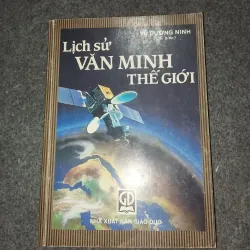 VŨ DƯƠNG NINH
Lịch sử
VĂN MINH
THẾ GIỚI
NHÀ XUẤT BẢN GIÁO DỤC